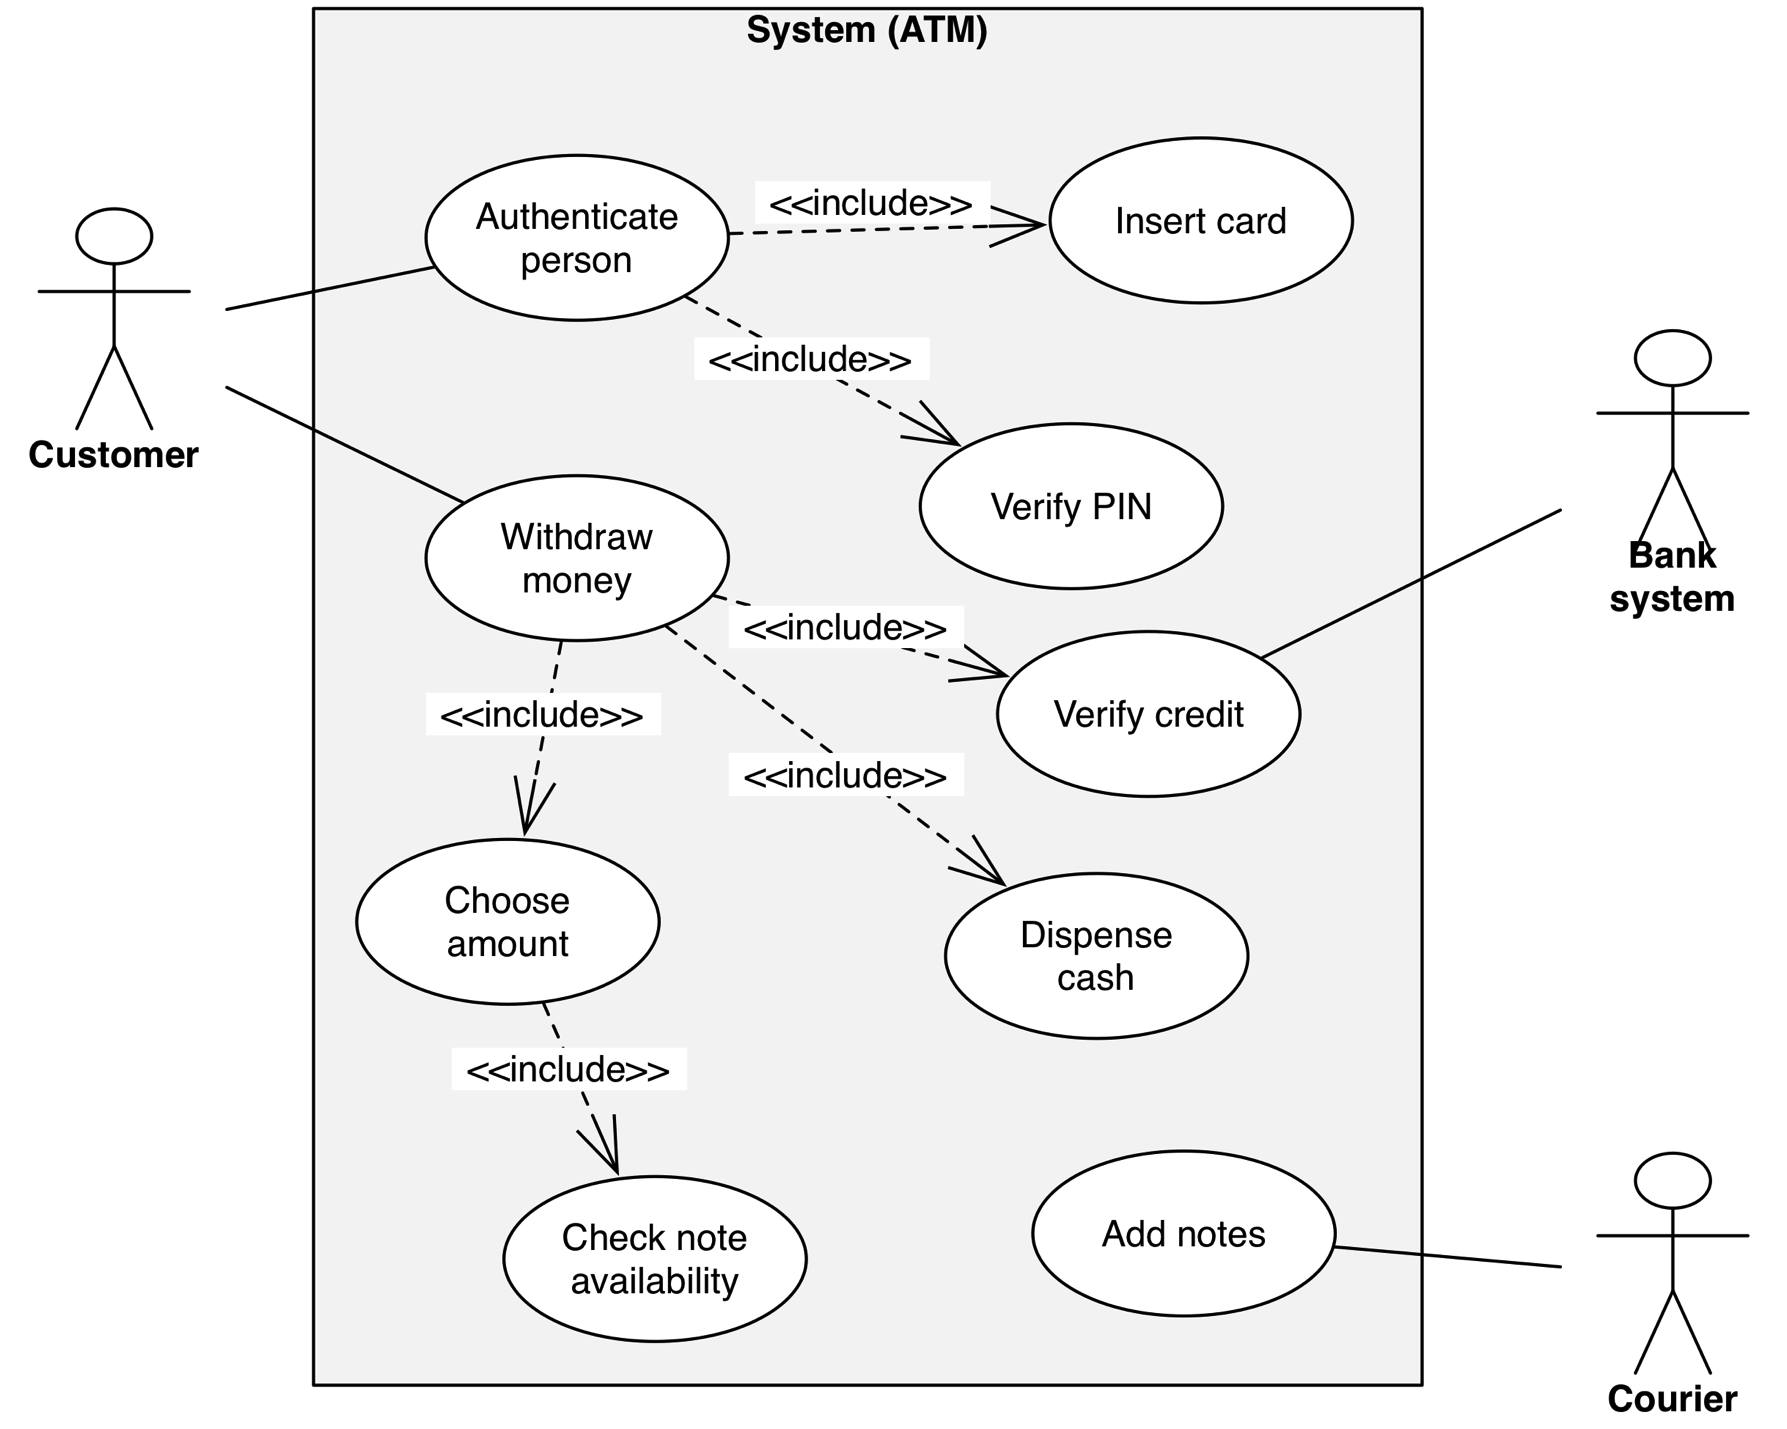 System (ATM)
Authenticate
person
<<include>>
Insert card
<<include>>
Customer
Verify PIN
Withdraw
money
Bank
system
<<include>>
<<include>>
Verify credit
<<include>>
Choose
amount
Dispense
cash
<<include>>
Check note
availability
Add notes
Courier